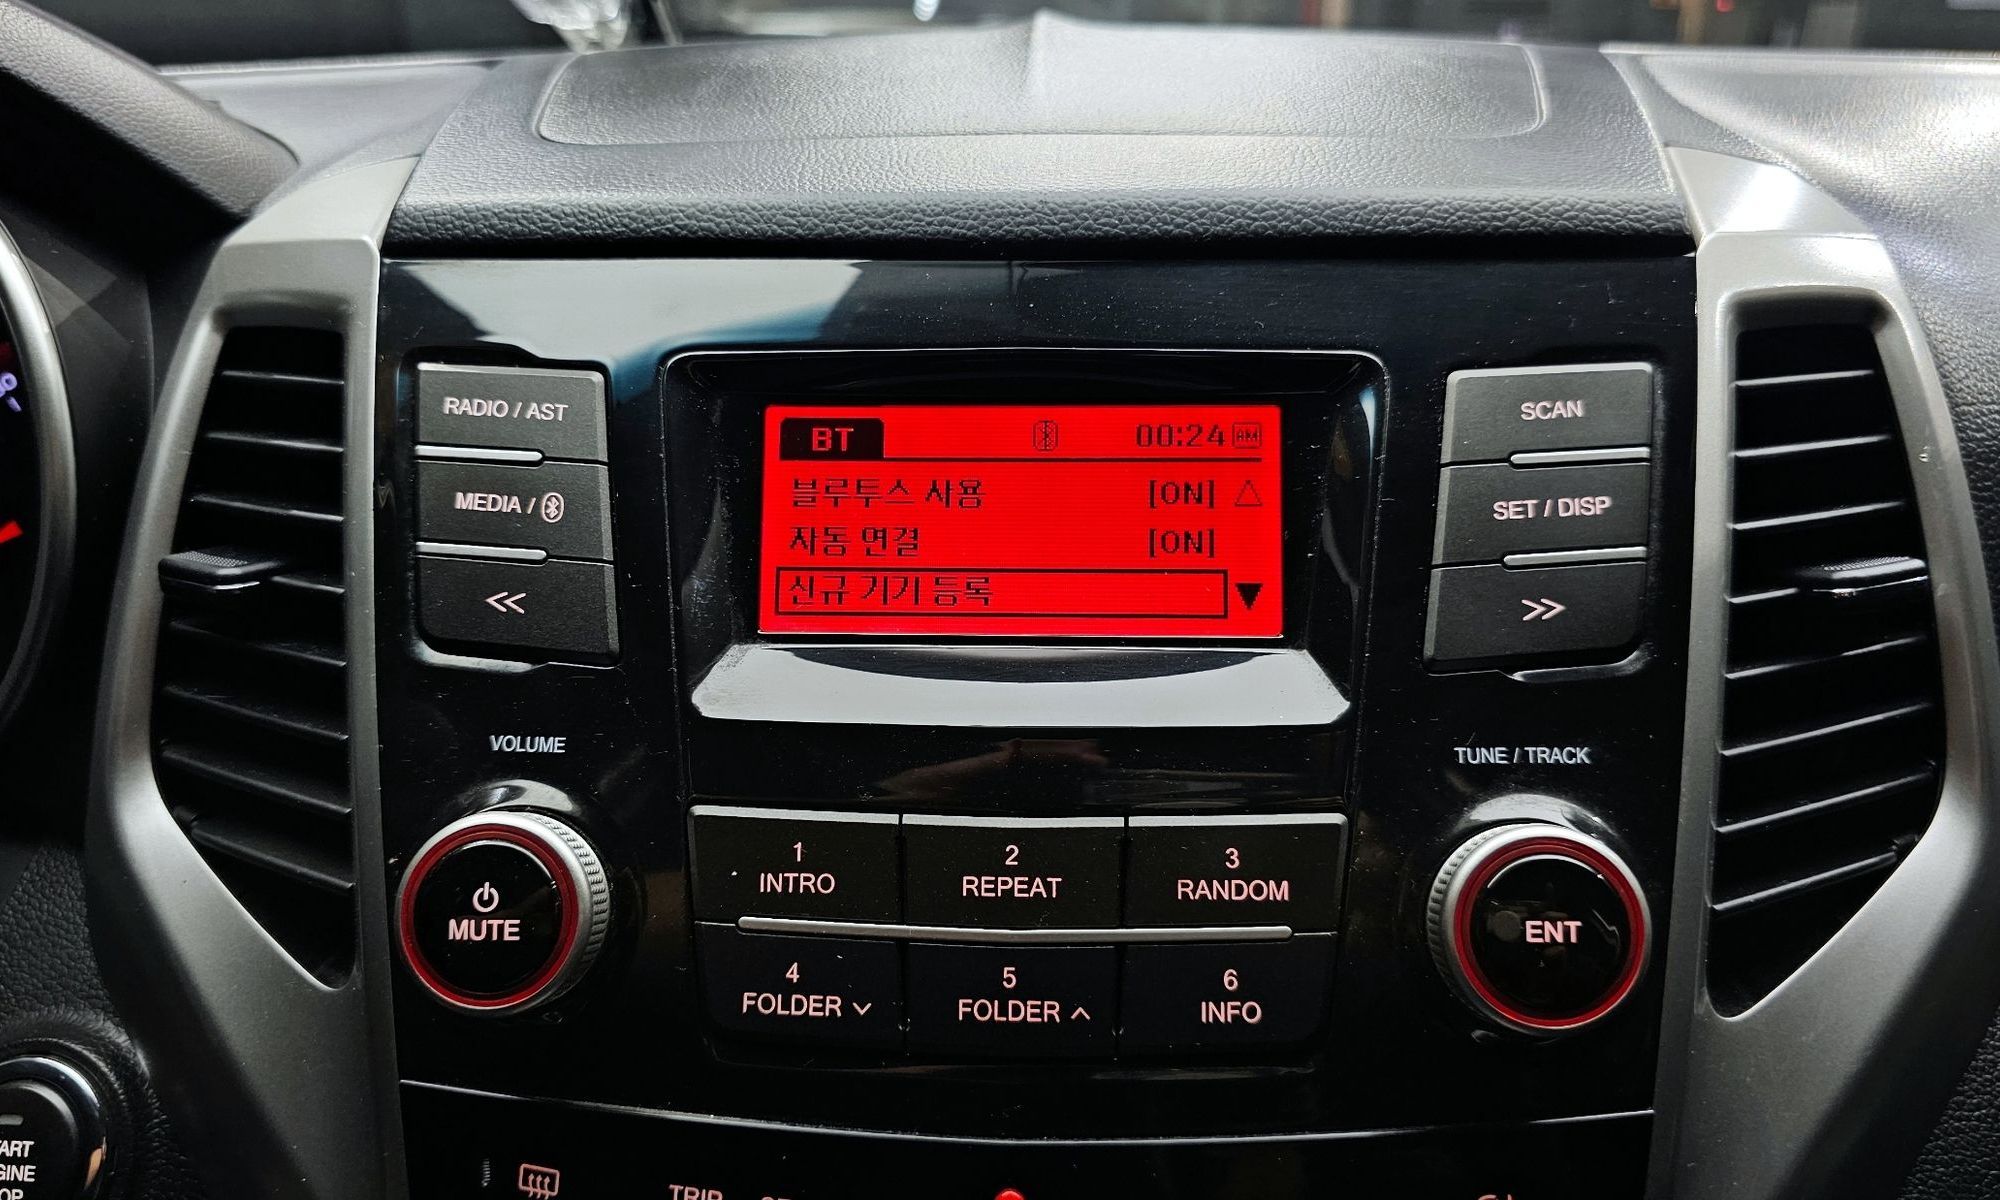 RADIO / AST
MEDIA /
<<
BT 00:24 AM
블루투스 사용 [ON] △
자동 연결 [ON]
신규 기기 등록 ▼
SCAN
SET / DISP
>>
VOLUME
MUTE
TUNE / TRACK
ENT
1
INTRO
2
REPEAT
3
RANDOM
4
FOLDER ∨
5
FOLDER ∧
6
INFO
TRIP